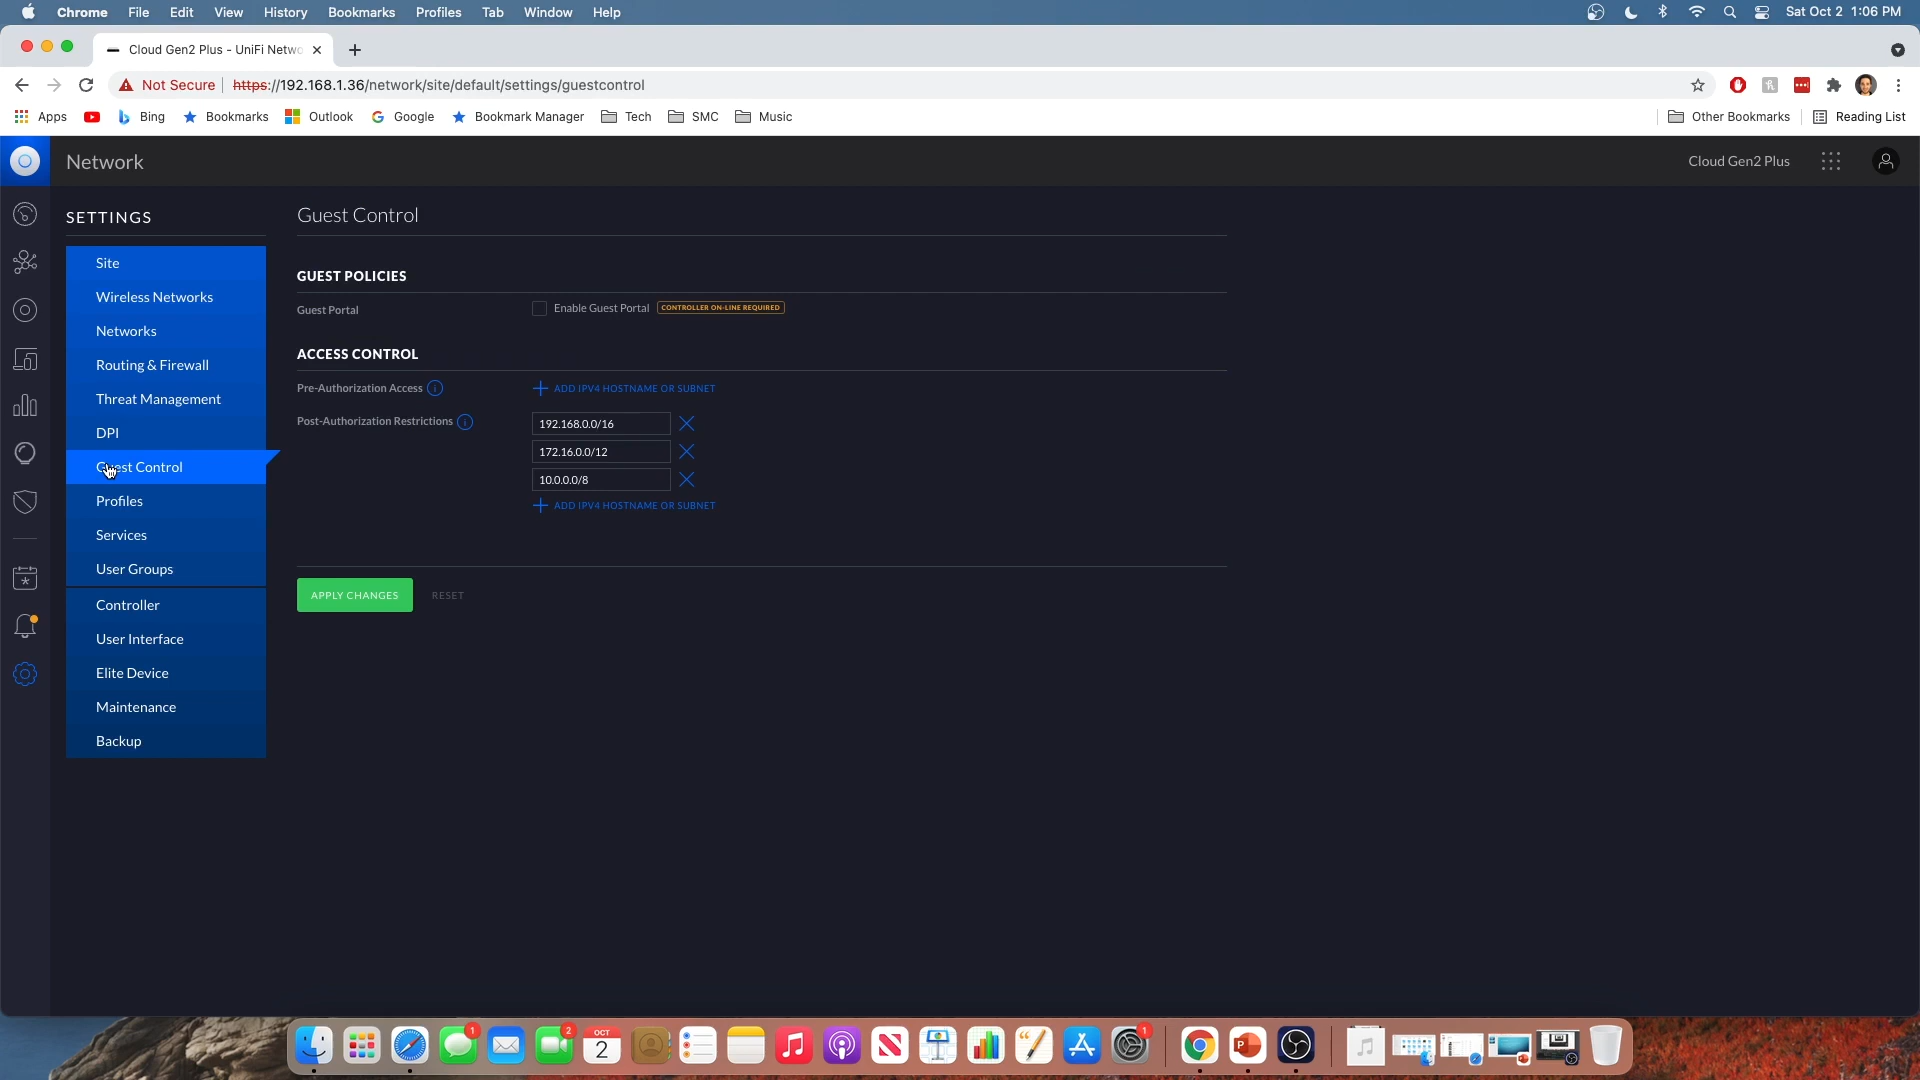 Chrome File Edit View History Bookmarks Profiles Tab Window Help Sat Oct 2 1:06 PM
Cloud Gen2 Plus - UniFi Netwo
Not Secure https://192.168.1.36/network/site/default/settings/guestcontrol
Apps Bing Bookmarks Outlook Google Bookmark Manager Tech SMC Music Other Bookmarks Reading List
Network Cloud Gen2 Plus
SETTINGS
Site
Wireless Networks
Networks
Routing & Firewall
Threat Management
DPI
Guest Control
Profiles
Services
User Groups
Controller
User Interface
Elite Device
Maintenance
Backup
Guest Control
GUEST POLICIES
Guest Portal Enable Guest Portal CONTROLLER ON-LINE REQUIRED
ACCESS CONTROL
Pre-Authorization Access ADD IPV4 HOSTNAME OR SUBNET
Post-Authorization Restrictions 192.168.0.0/16
172.16.0.0/12
10.0.0.0/8
ADD IPV4 HOSTNAME OR SUBNET
APPLY CHANGES RESET
1 2 OCT 2 1